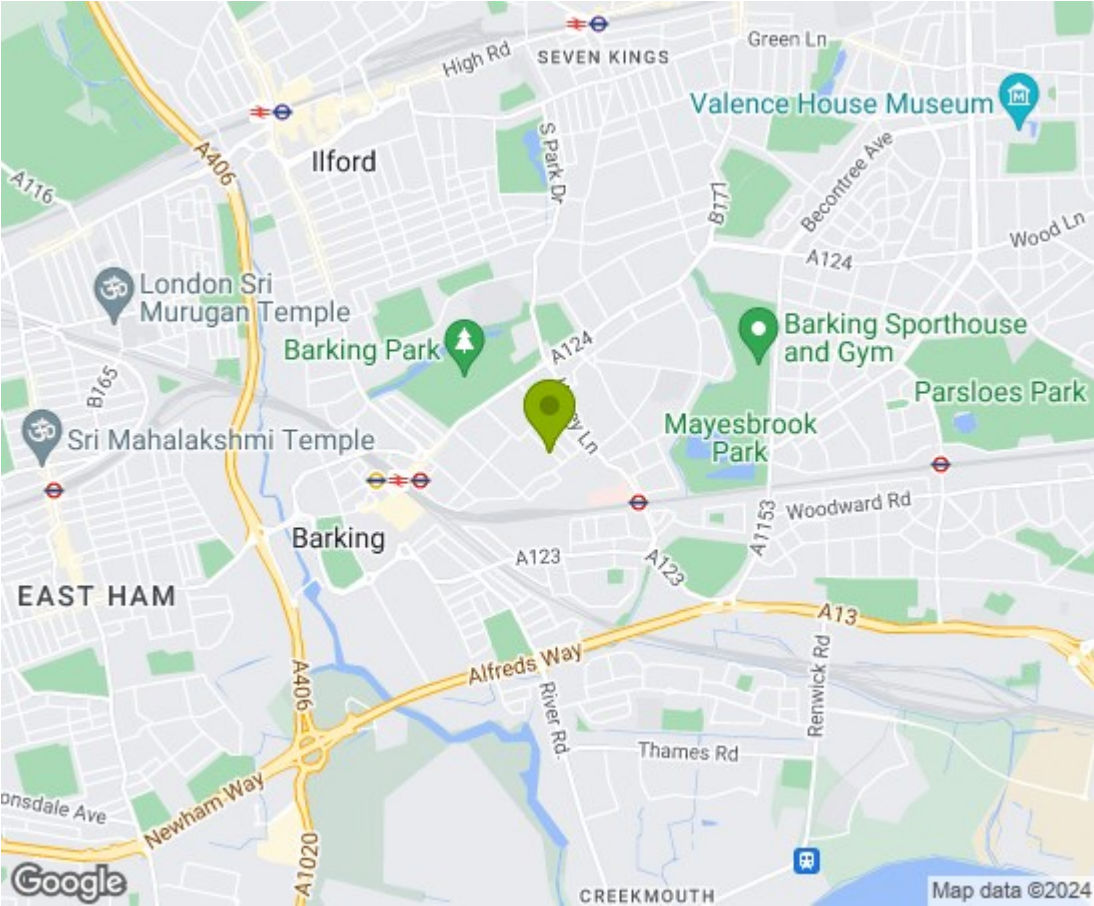 Green Ln
SEVEN KINGS
High Rd
Valence House Museum
M
S Park Dr
A406
Ilford
A116
Becontree Ave
B177
Wood Ln
A124
London Sri
Murugan Temple
Barking Sporthouse
and Gym
Barking Park
A124
B165
Parsloes Park
Sri Mahalakshmi Temple
Mayesbrook
Park
Woodward Rd
A1153
Barking
A123
A123
EAST HAM
A13
Alfreds Way
A406
Renwick Rd
River Rd
Thames Rd
onsdale Ave
Newham Way
A1020
Google
CREEKMOUTH
Map data ©2024